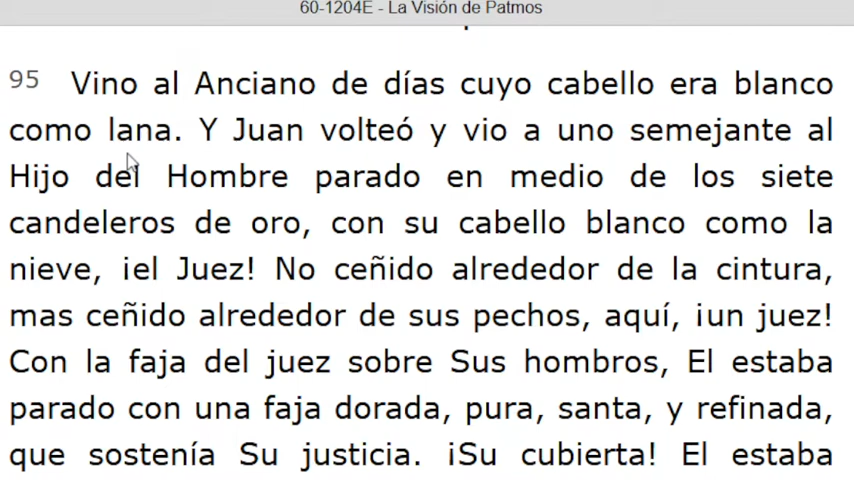 60-1204E - La Visión de Patmos
95 Vino al Anciano de días cuyo cabello era blanco
como lana. Y Juan volteó y vio a uno semejante al
Hijo del Hombre parado en medio de los siete
candeleros de oro, con su cabello blanco como la
nieve, ¡el Juez! No ceñido alrededor de la cintura,
mas ceñido alrededor de sus pechos, aquí, ¡un juez!
Con la faja del juez sobre Sus hombros, El estaba
parado con una faja dorada, pura, santa, y refinada,
que sostenía Su justicia. ¡Su cubierta! El estaba